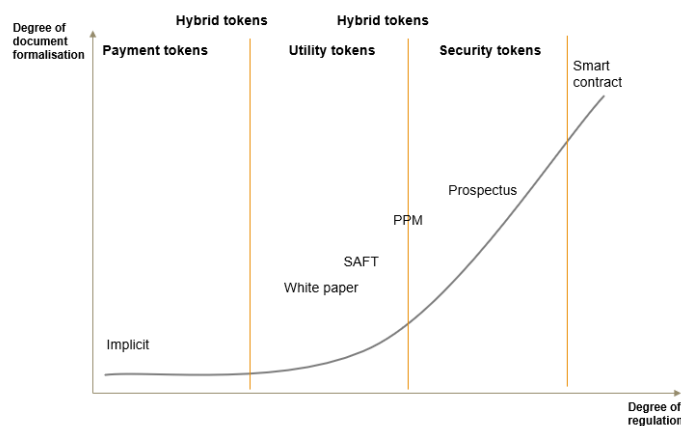 Hybrid tokens
Hybrid tokens
Degree of
document
formalisation
Payment tokens
Utility tokens
Security tokens
Smart
contract
Prospectus
PPM
SAFT
White paper
Implicit
Degree of
regulation